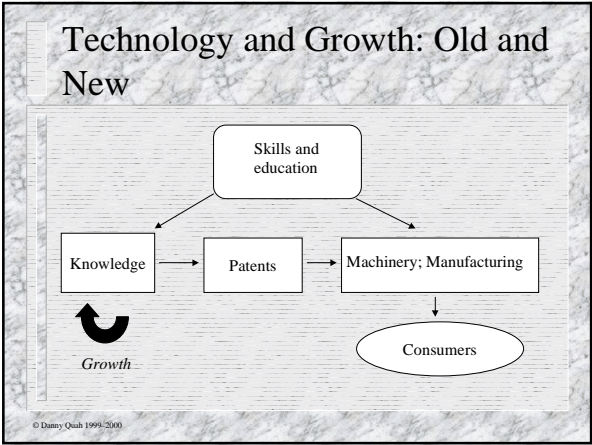 Technology and Growth: Old and
New
Skills and
education
Knowledge
Patents
Machinery; Manufacturing
Growth
Consumers
© Danny Quah 1999–2000